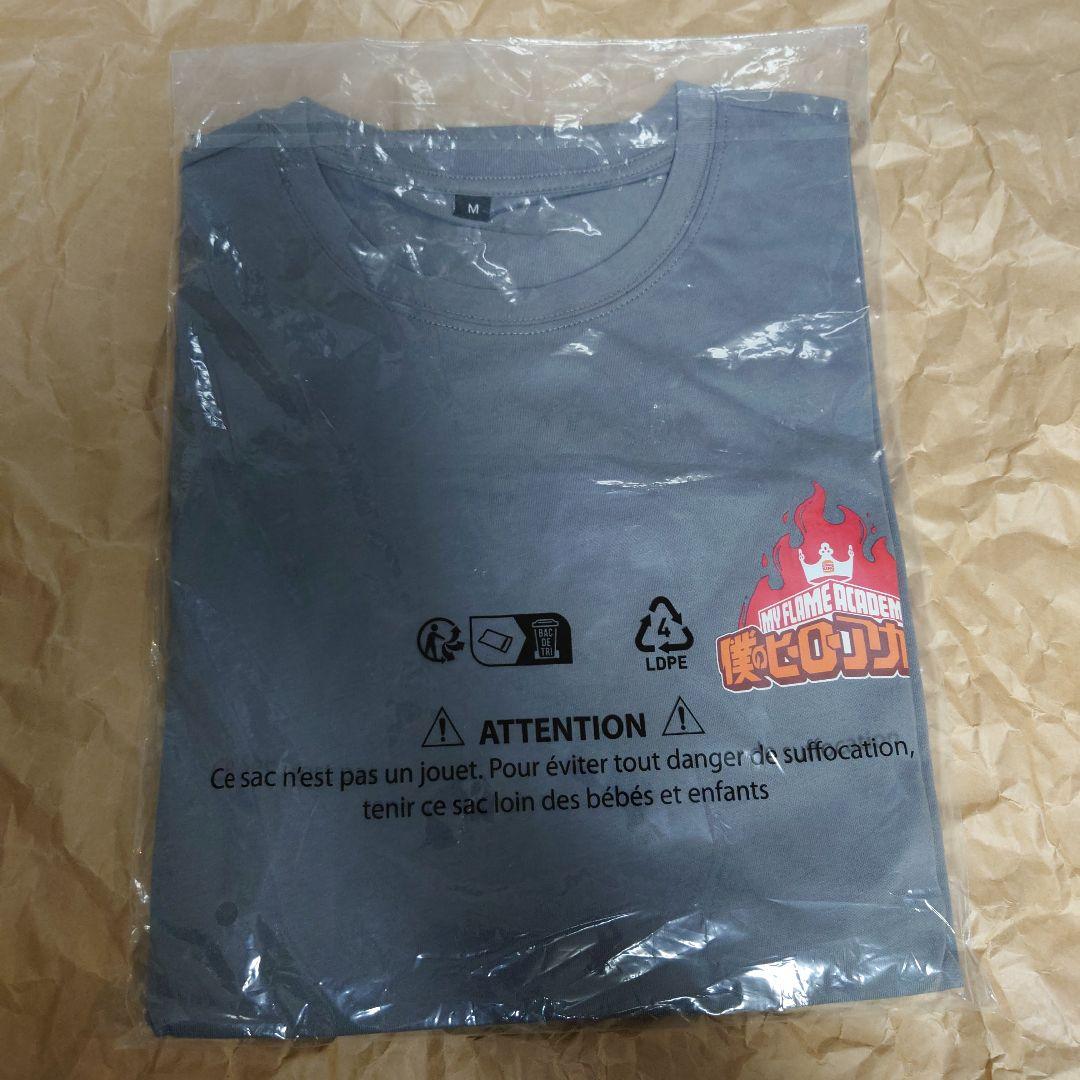 M
MY FLAME ACADEM
僕のヒーローアカ
BAC
DE
TRI
4
LDPE
ATTENTION
Ce sac n'est pas un jouet. Pour éviter tout danger de suffocation,
tenir ce sac loin des bébés et enfants